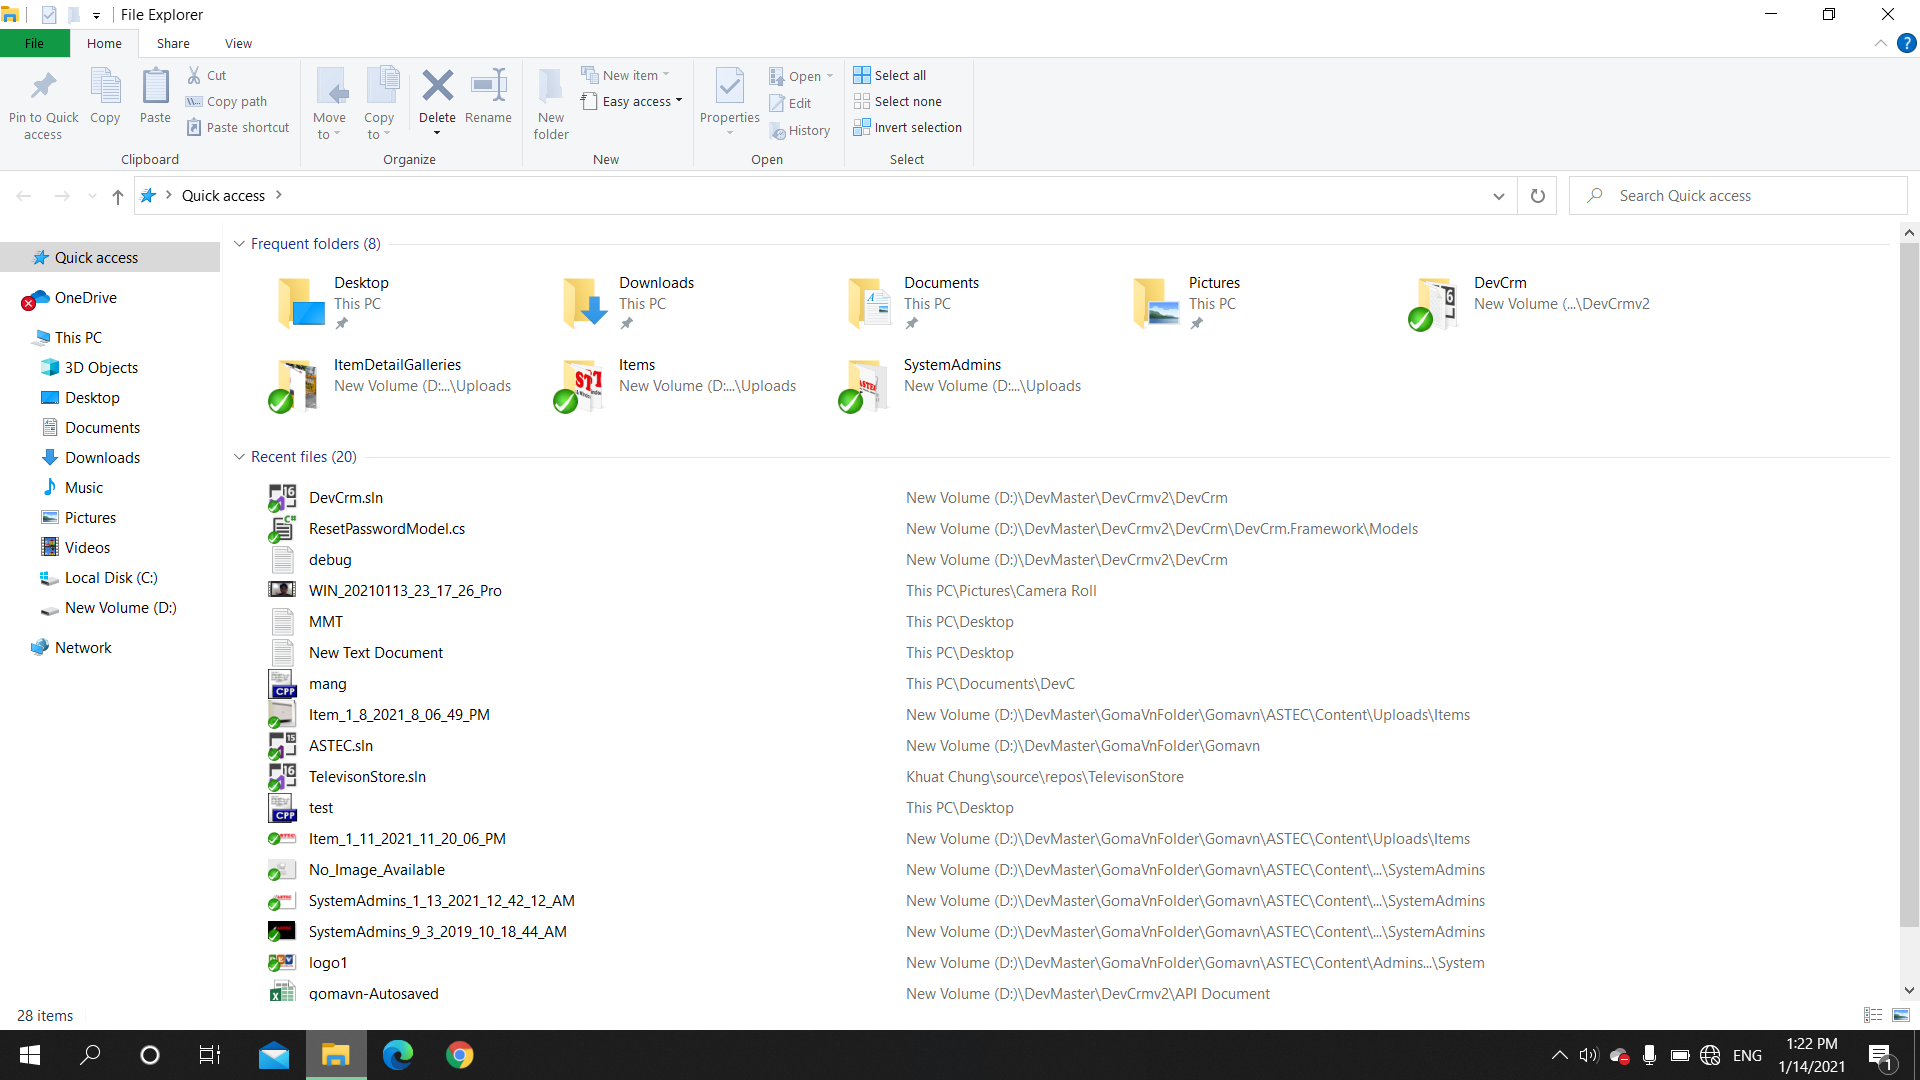 File Explorer
File
Home
Share
View
Pin to Quick access
Copy
Paste
Cut
Copy path
Paste shortcut
Clipboard
Move to
Copy to
Delete
Rename
Organize
New folder
New item
Easy access
New
Properties
Open
Edit
History
Open
Select all
Select none
Invert selection
Select
Quick access
Search Quick access
Quick access
OneDrive
This PC
3D Objects
Desktop
Documents
Downloads
Music
Pictures
Videos
Local Disk (C:)
New Volume (D:)
Network
Frequent folders (8)
Desktop
This PC
Downloads
This PC
Documents
This PC
Pictures
This PC
DevCrm
New Volume (...\DevCrmv2
ItemDetailGalleries
New Volume (D:...\Uploads
Items
New Volume (D:...\Uploads
SystemAdmins
New Volume (D:...\Uploads
Recent files (20)
DevCrm.sln New Volume (D:)\DevMaster\DevCrmv2\DevCrm
ResetPasswordModel.cs New Volume (D:)\DevMaster\DevCrmv2\DevCrm\DevCrm.Framework\Models
debug New Volume (D:)\DevMaster\DevCrmv2\DevCrm
WIN_20210113_23_17_26_Pro This PC\Pictures\Camera Roll
MMT This PC\Desktop
New Text Document This PC\Desktop
mang This PC\Documents\DevC
Item_1_8_2021_8_06_49_PM New Volume (D:)\DevMaster\GomaVnFolder\Gomavn\ASTEC\Content\Uploads\Items
ASTEC.sln New Volume (D:)\DevMaster\GomaVnFolder\Gomavn
TelevisonStore.sln Khuat Chung\source\repos\TelevisonStore
test This PC\Desktop
Item_1_11_2021_11_20_06_PM New Volume (D:)\DevMaster\GomaVnFolder\Gomavn\ASTEC\Content\Uploads\Items
No_Image_Available New Volume (D:)\DevMaster\GomaVnFolder\Gomavn\ASTEC\Content\...\SystemAdmins
SystemAdmins_1_13_2021_12_42_12_AM New Volume (D:)\DevMaster\GomaVnFolder\Gomavn\ASTEC\Content\...\SystemAdmins
SystemAdmins_9_3_2019_10_18_44_AM New Volume (D:)\DevMaster\GomaVnFolder\Gomavn\ASTEC\Content\...\SystemAdmins
logo1 New Volume (D:)\DevMaster\GomaVnFolder\Gomavn\ASTEC\Content\Admins...\System
gomavn-Autosaved New Volume (D:)\DevMaster\DevCrmv2\API Document
28 items
ENG
1:22 PM
1/14/2021
1